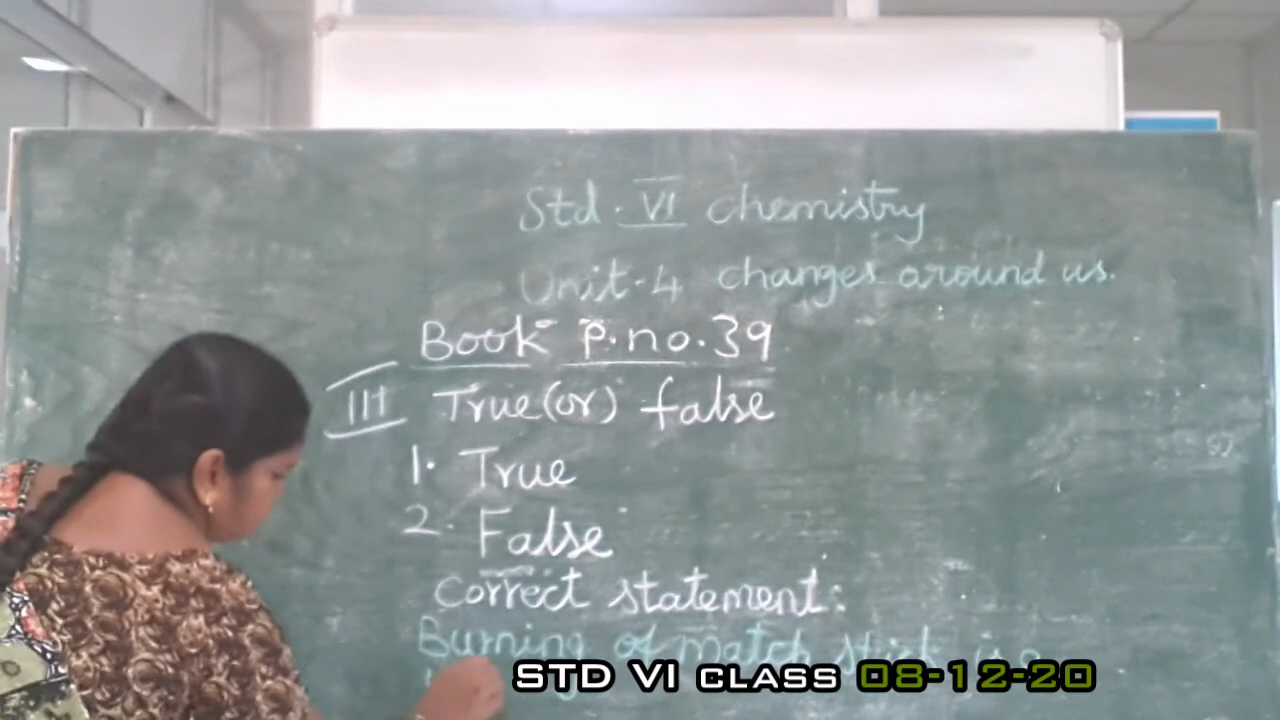 Std. VI chemistry
Unit-4 changes around us.
Book P.no.39
III True(or) false
1. True
2. False
Correct statement:
Burning of match stick is a
STD VI CLASS 08-12-20